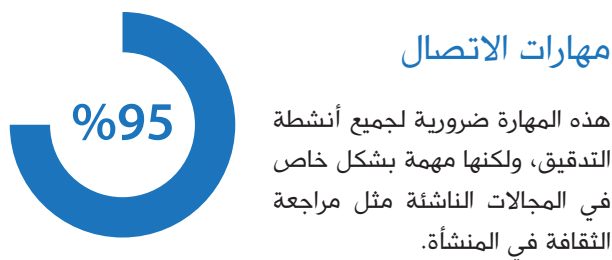 مهارات الاتصال
هذه المهارة ضرورية لجميع أنشطة
التدقيق، ولكنها مهمة بشكل خاص
في المجالات الناشئة مثل مراجعة
الثقافة في المنشأة.
%95